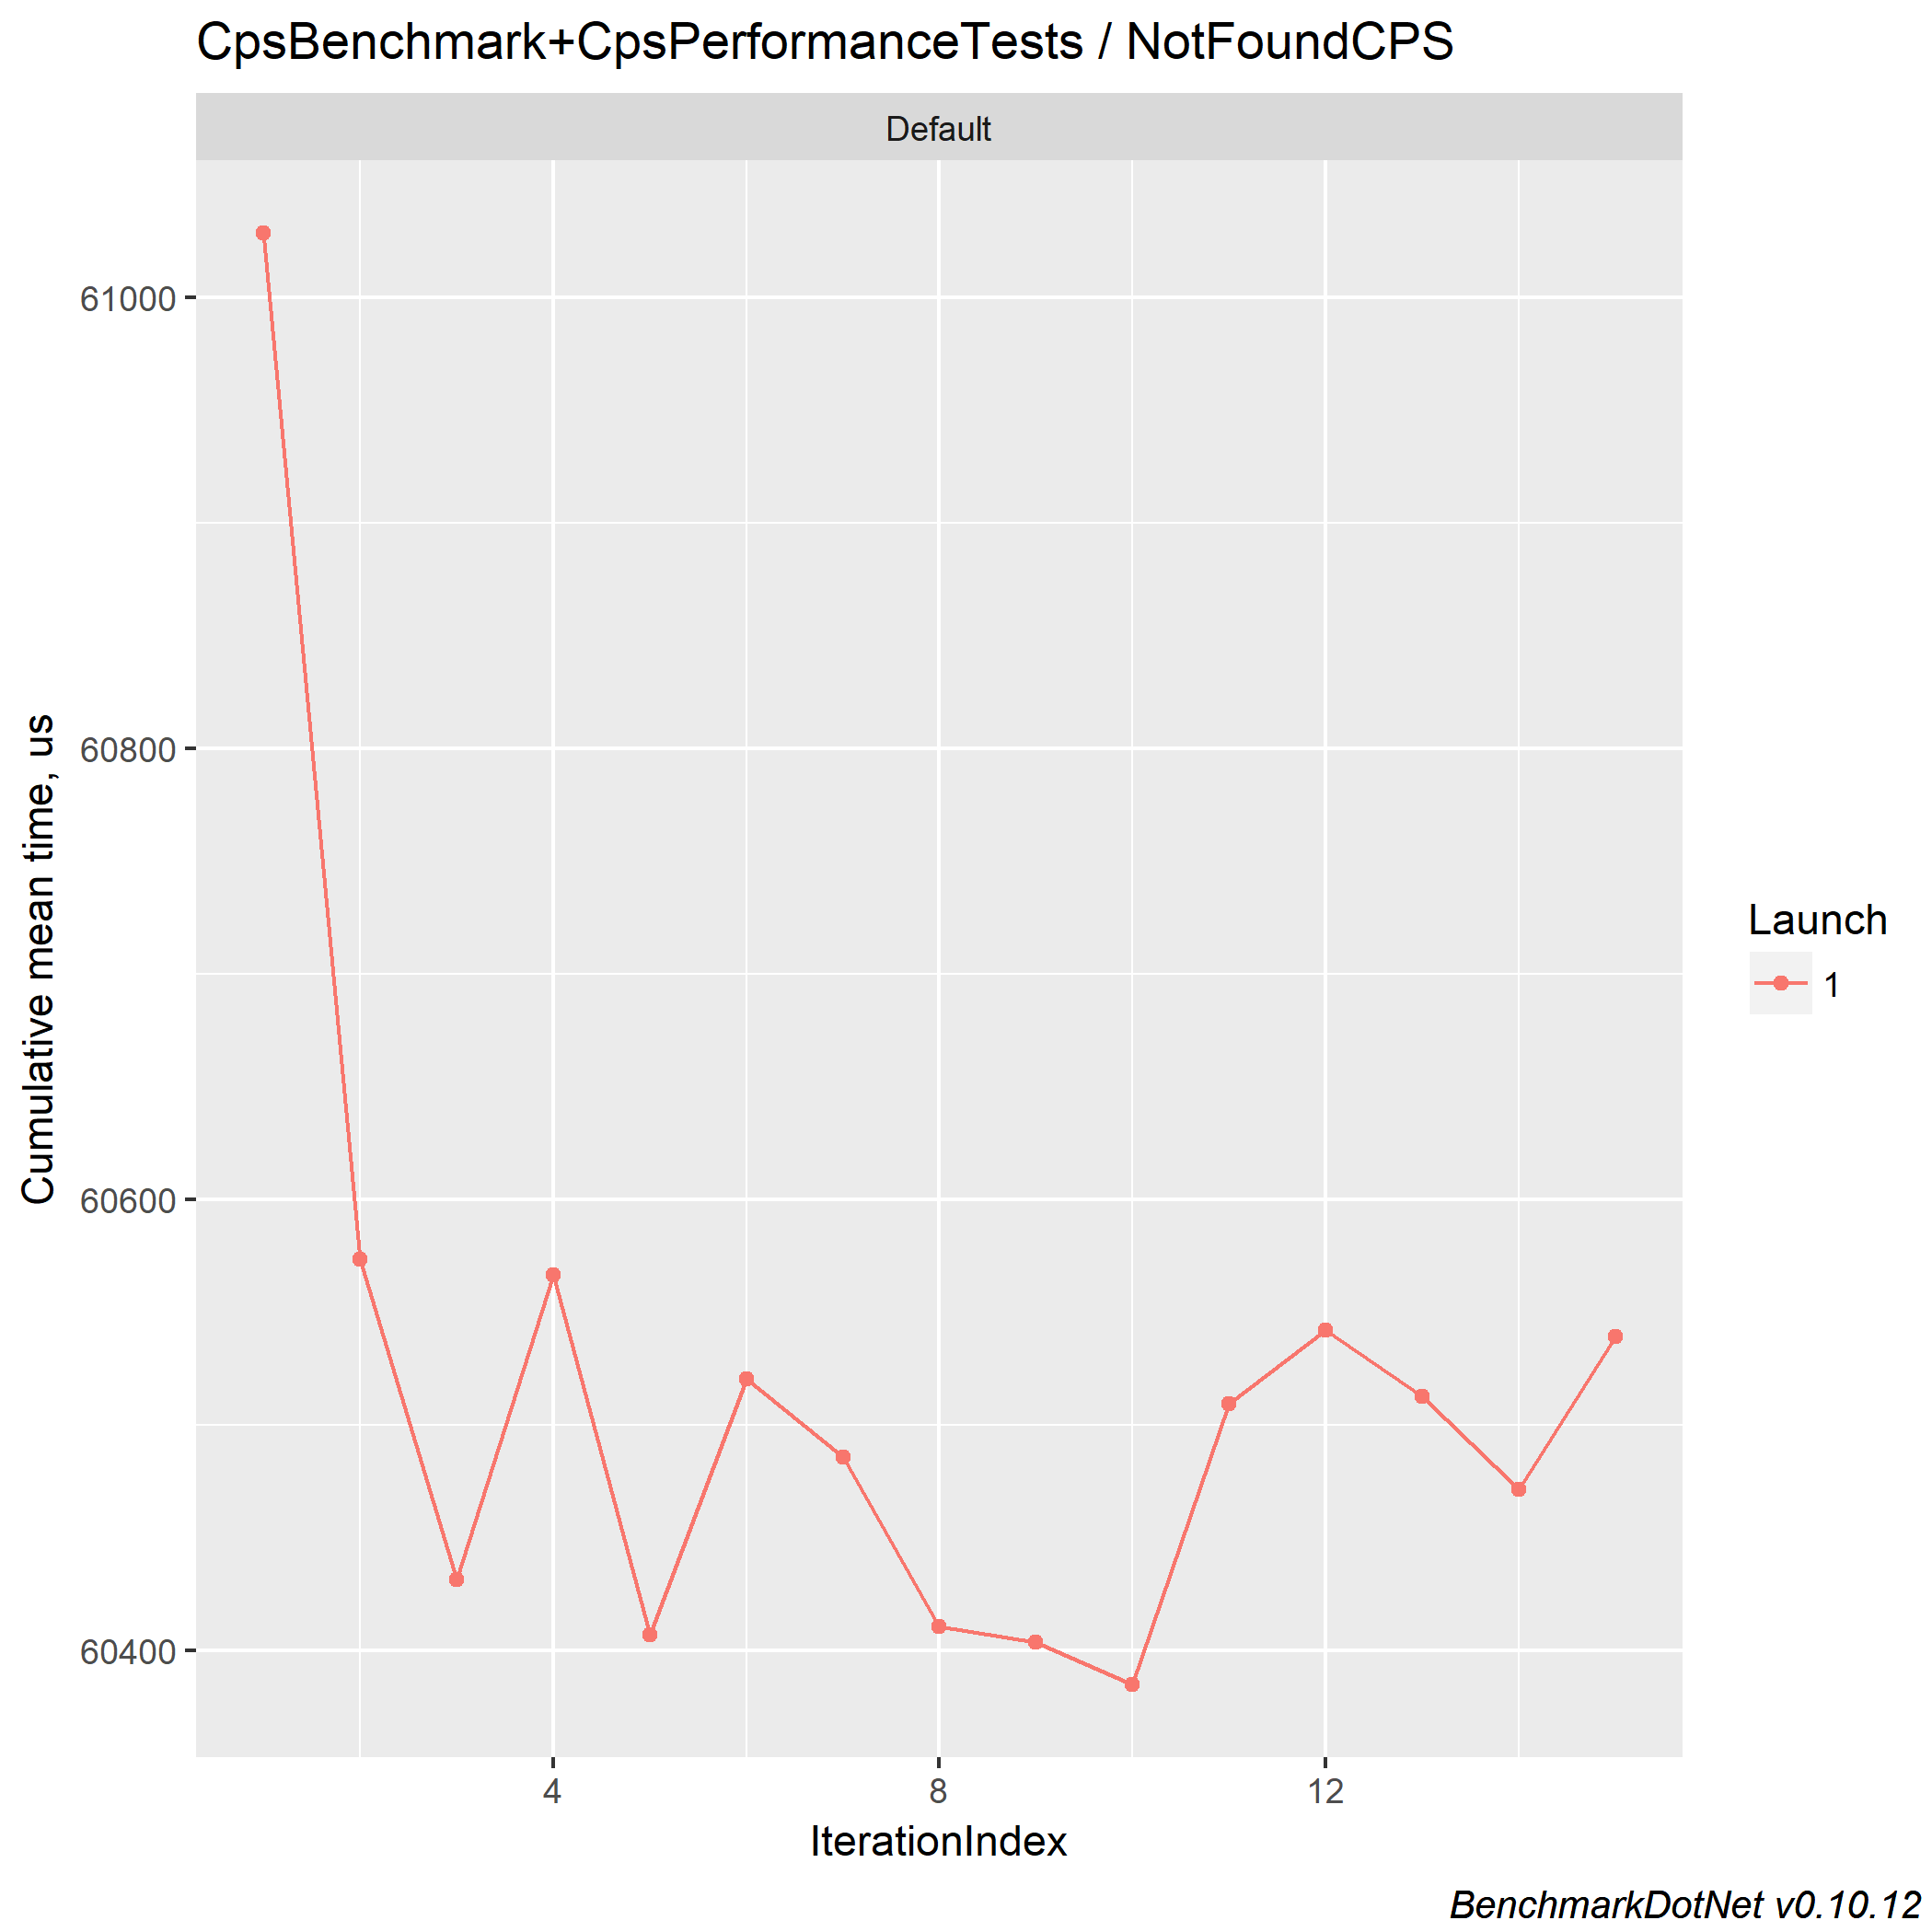 CpsBenchmark+CpsPerformanceTests / NotFoundCPS
Default
61000
60800
60600
60400
Cumulative mean time, us
4 8 12
IterationIndex
Launch
1
BenchmarkDotNet v0.10.12